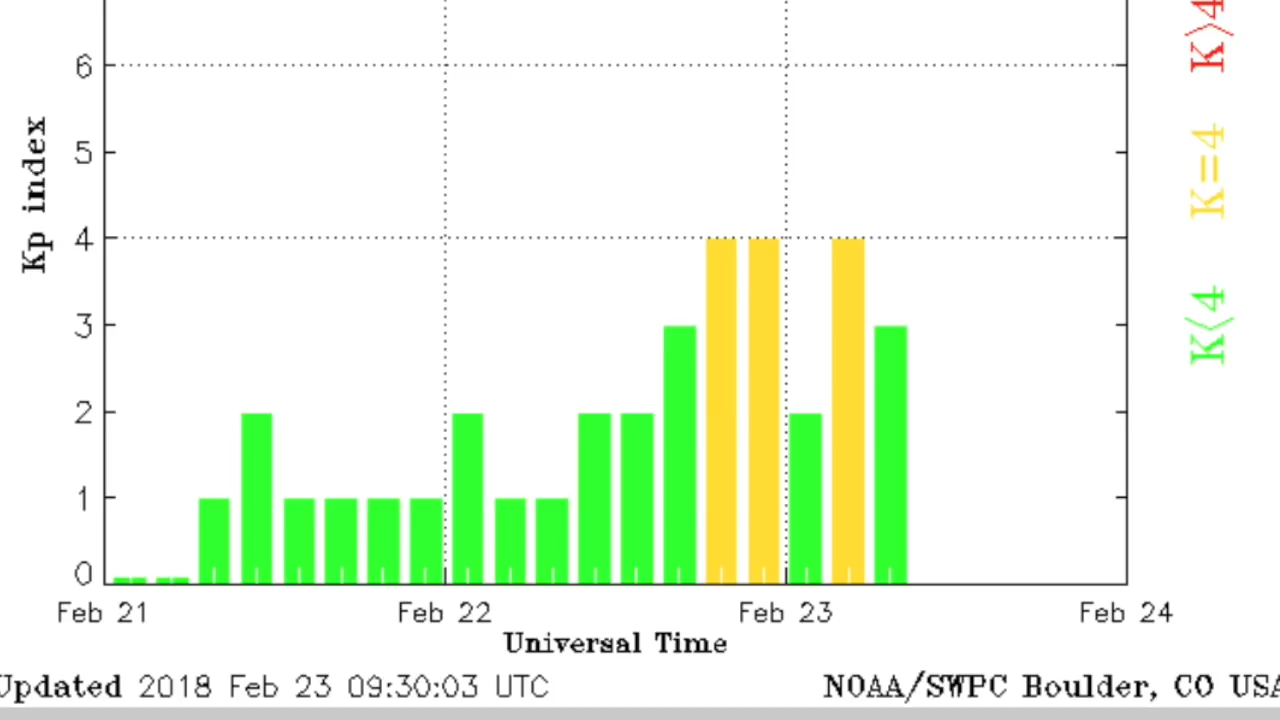 K>4
6
5
4
3
2
1
0
Kp index
K=4
K<4
Feb 21 Feb 22 Feb 23 Feb 24
Universal Time
Updated 2018 Feb 23 09:30:03 UTC NOAA/SWPC Boulder, CO USA